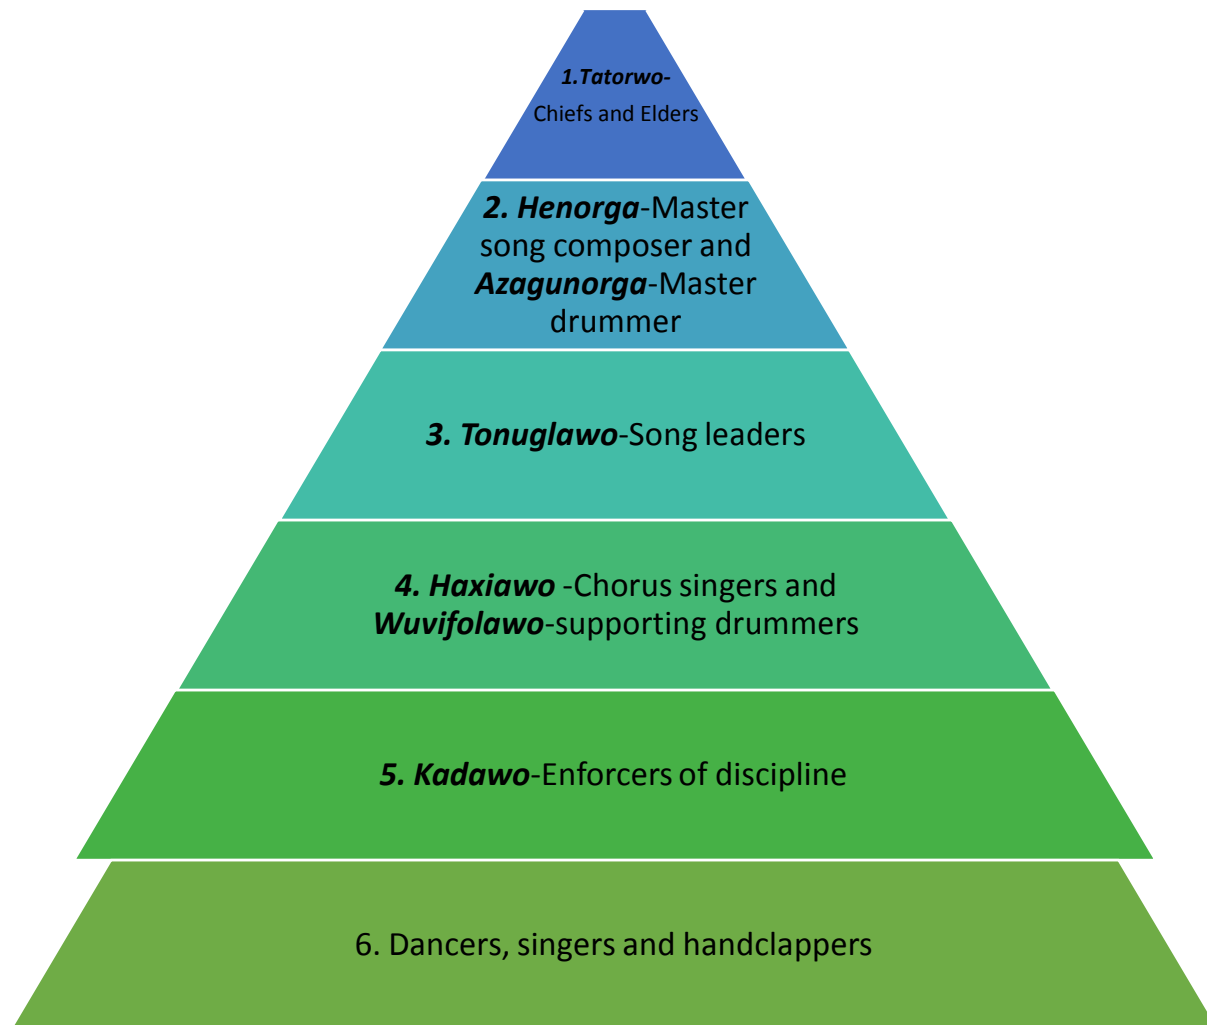 1.Tatorwo-
Chiefs and Elders
2. Henorga-Master
song composer and
Azagunorga-Master
drummer
3. Tonuglawo-Song leaders
4. Haxiawo -Chorus singers and
Wuvifolawo-supporting drummers
5. Kadawo-Enforcers of discipline
6. Dancers, singers and handclappers